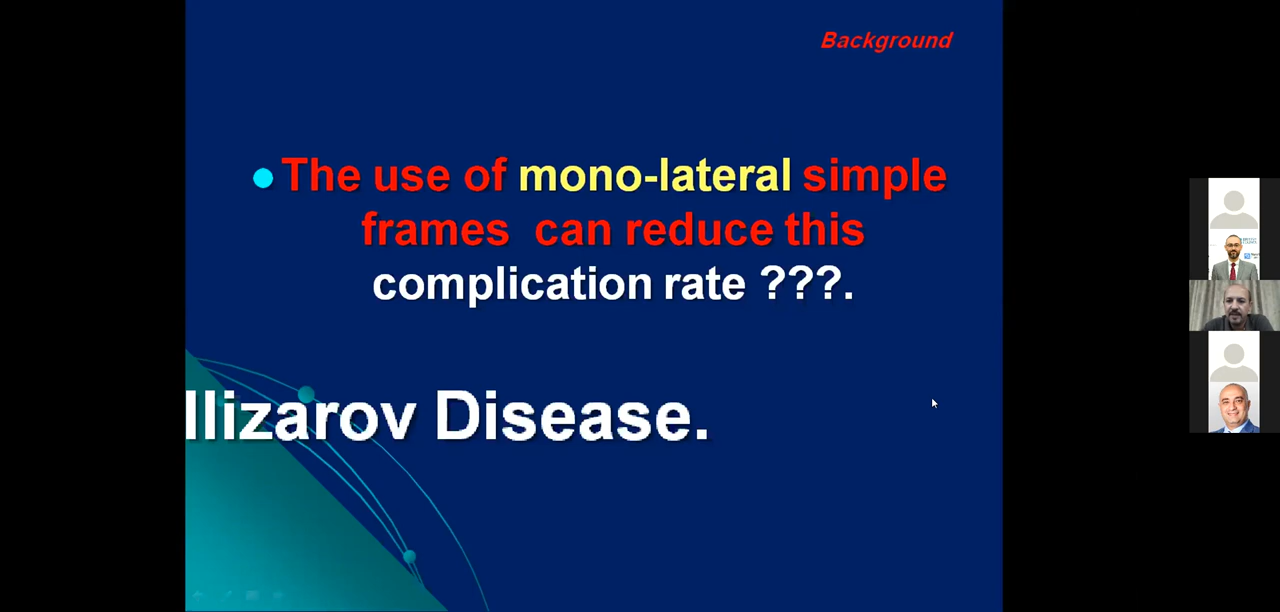 Background
The use of mono-lateral simple
frames can reduce this
complication rate ???.
Ilizarov Disease.